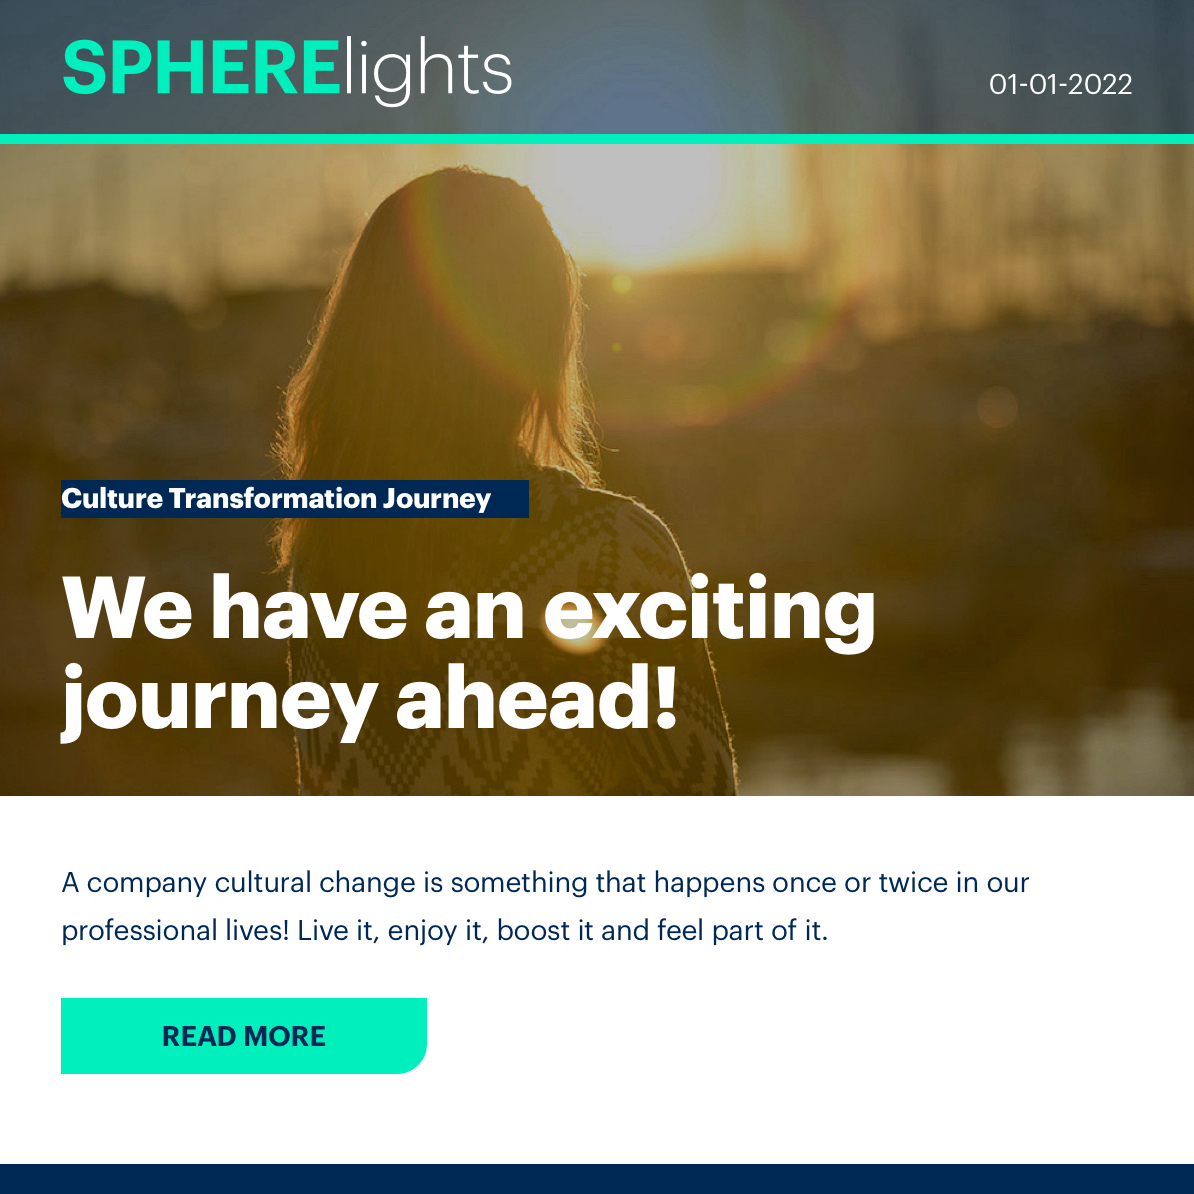 SPHERElights
01-01-2022
Culture Transformation Journey
We have an exciting
journey ahead!
A company cultural change is something that happens once or twice in our
professional lives! Live it, enjoy it, boost it and feel part of it.
READ MORE